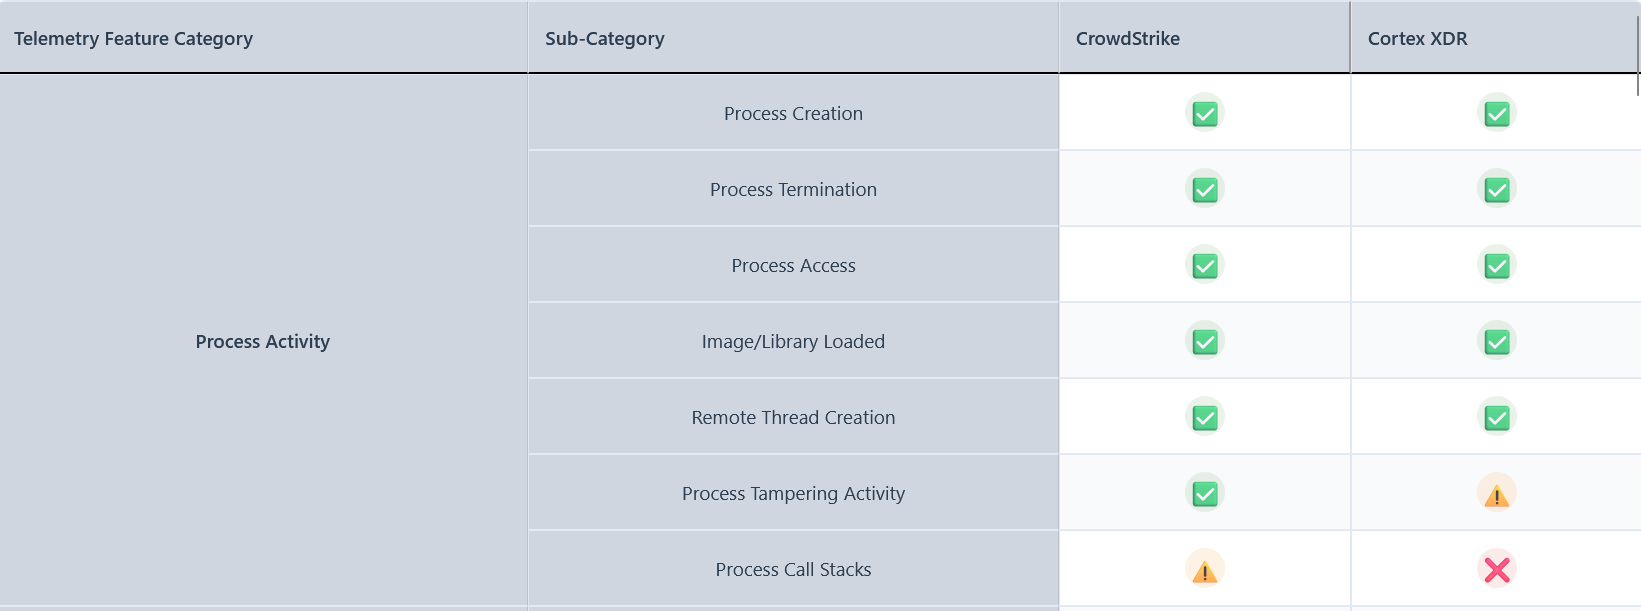 Telemetry Feature Category
Sub-Category
CrowdStrike
Cortex XDR
Process Activity
Process Creation
Process Termination
Process Access
Image/Library Loaded
Remote Thread Creation
Process Tampering Activity
Process Call Stacks